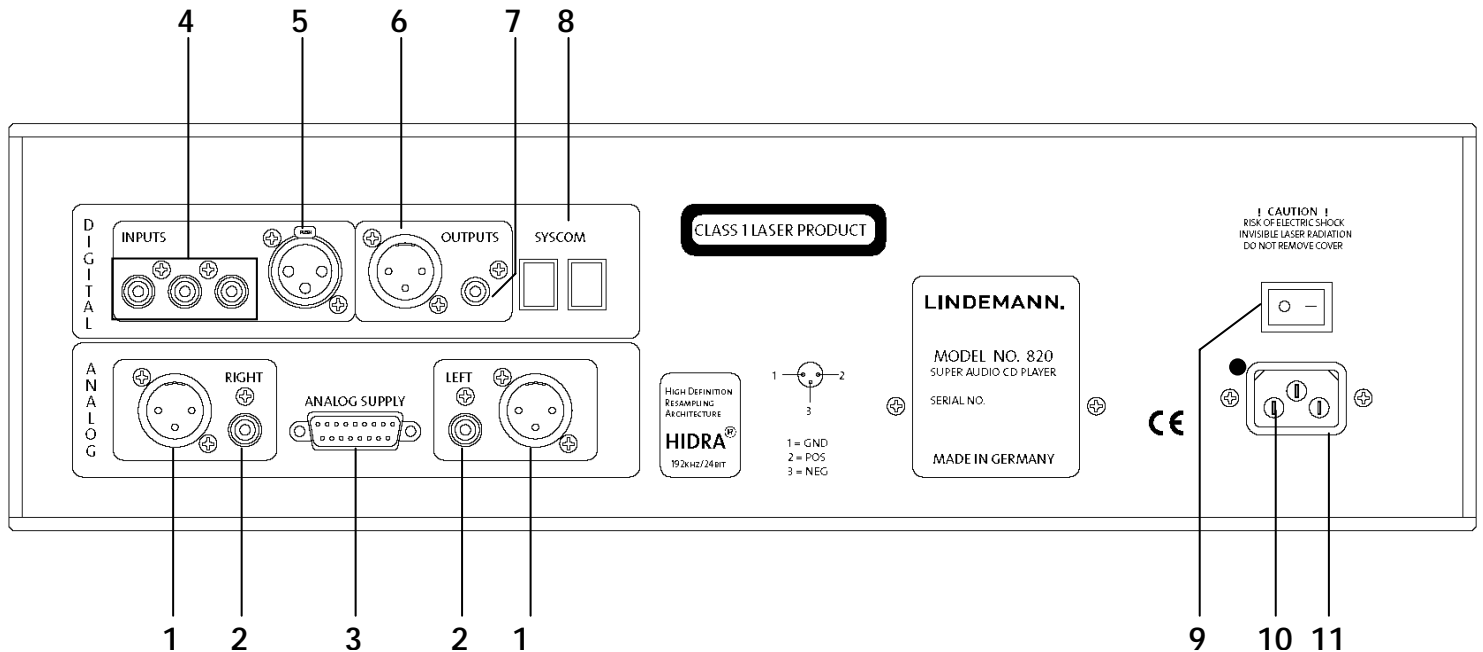 4 5 6 7 8
DIGITAL
INPUTS
PUSH
OUTPUTS
SYSCOM
ANALOG
RIGHT
ANALOG SUPPLY
LEFT
CLASS 1 LASER PRODUCT
HIGH DEFINITION
RESAMPLING
ARCHITECTURE
HIDRA®
192KHZ/24BIT
1 2
3
1 = GND
2 = POS
3 = NEG
LINDEMANN.
MODEL NO. 820
SUPER AUDIO CD PLAYER
SERIAL NO.
MADE IN GERMANY
! CAUTION !
RISK OF ELECTRIC SHOCK
INVISIBLE LASER RADIATION
DO NOT REMOVE COVER
CE
1 2 3 2 1 9 10 11